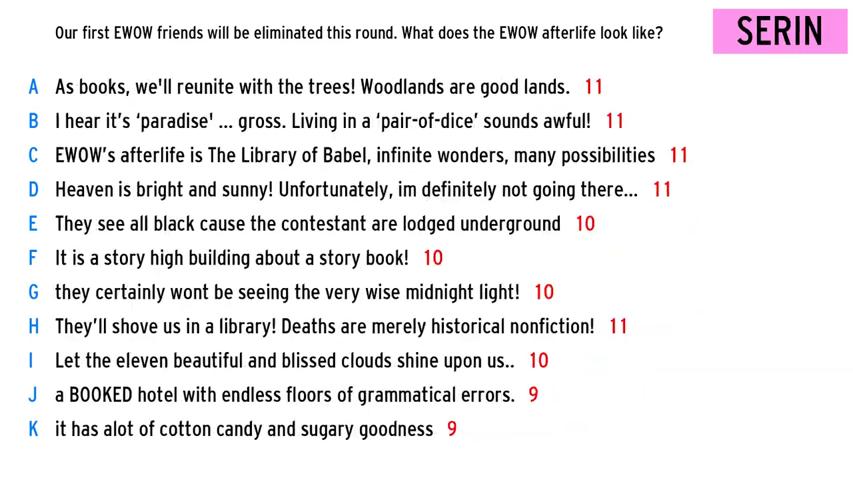 Our first EWOW friends will be eliminated this round. What does the EWOW afterlife look like?
SERIN
A As books, we'll reunite with the trees! Woodlands are good lands. 11
B I hear it’s ‘paradise' ... gross. Living in a ‘pair-of-dice’ sounds awful! 11
C EWOW’s afterlife is The Library of Babel, infinite wonders, many possibilities 11
D Heaven is bright and sunny! Unfortunately, im definitely not going there... 11
E They see all black cause the contestant are lodged underground 10
F It is a story high building about a story book! 10
G they certainly wont be seeing the very wise midnight light! 10
H They’ll shove us in a library! Deaths are merely historical nonfiction! 11
I Let the eleven beautiful and blissed clouds shine upon us.. 10
J a BOOKED hotel with endless floors of grammatical errors. 9
K it has alot of cotton candy and sugary goodness 9